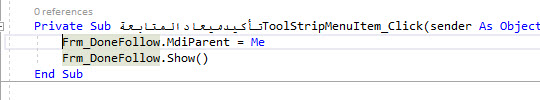 0 references
Private Sub تأكيدميعادالمتابعةToolStripMenuItem_Click(sender As Object
Frm_DoneFollow.MdiParent = Me
Frm_DoneFollow.Show()
End Sub